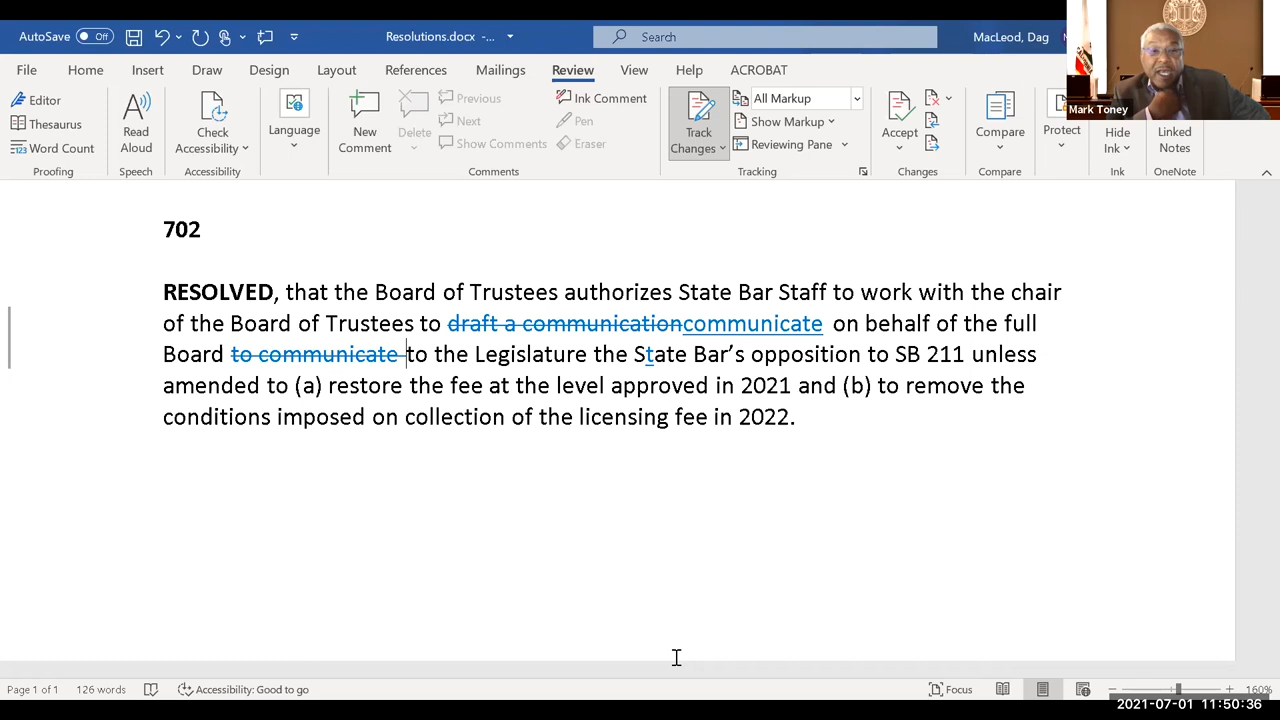 AutoSave Off Resolutions.docx -... Search MacLeod, Dag
Mark Toney
File Home Insert Draw Design Layout References Mailings Review View Help ACROBAT
Editor
Thesaurus
Word Count
Proofing
Read Aloud
Speech
Check Accessibility
Accessibility
Language
New Comment
Delete
Previous
Next
Show Comments
Comments
Ink Comment
Pen
Eraser
Track Changes
All Markup
Show Markup
Reviewing Pane
Tracking
Accept
Changes
Compare
Compare
Protect
Hide Ink
Ink
Linked Notes
OneNote
702
RESOLVED, that the Board of Trustees authorizes State Bar Staff to work with the chair
of the Board of Trustees to draft a communicationcommunicate on behalf of the full
Board to communicate to the Legislature the State Bar’s opposition to SB 211 unless
amended to (a) restore the fee at the level approved in 2021 and (b) to remove the
conditions imposed on collection of the licensing fee in 2022.
Page 1 of 1 126 words Accessibility: Good to go Focus 160%
2021-07-01 11:50:36